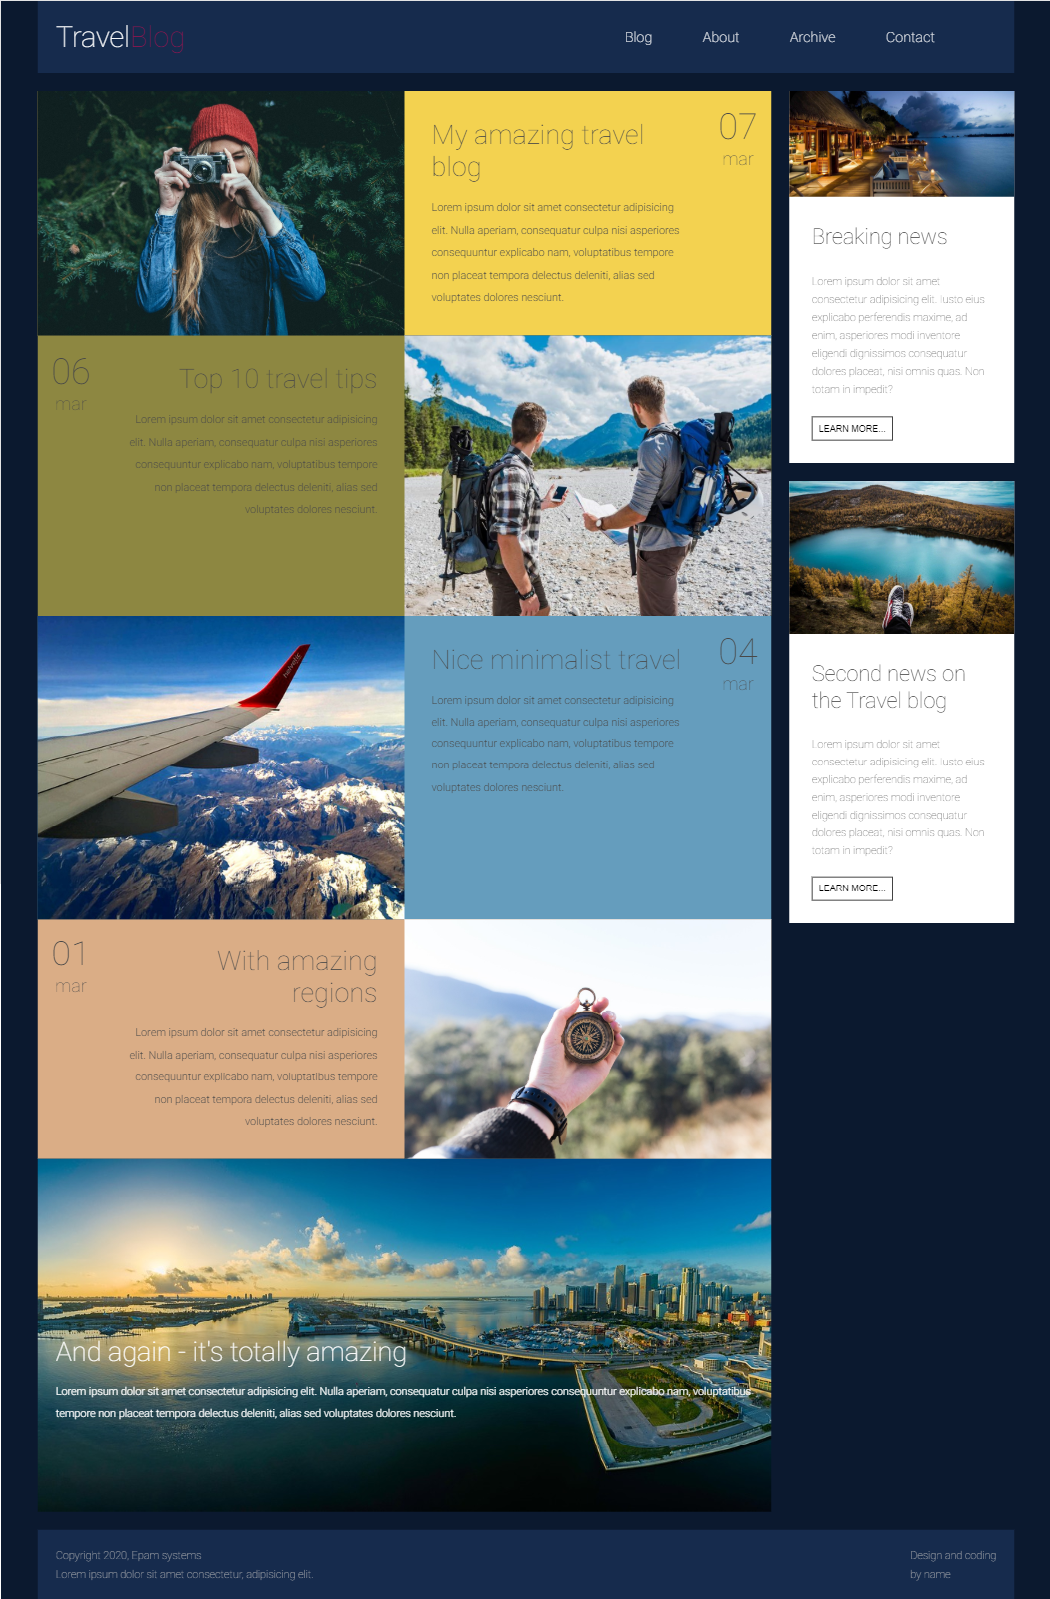 TravelBlog
Blog About Archive Contact
My amazing travel
blog
07
mar
Lorem ipsum dolor sit amet consectetur adipisicing
elit. Nulla aperiam, consequatur culpa nisi asperiores
consequuntur explicabo nam, voluptatibus tempore
non placeat tempora delectus deleniti, alias sed
voluptates dolores nesciunt.
06
mar
Top 10 travel tips
Lorem ipsum dolor sit amet consectetur adipisicing
elit. Nulla aperiam, consequatur culpa nisi asperiores
consequuntur explicabo nam, voluptatibus tempore
non placeat tempora delectus deleniti, alias sed
voluptates dolores nesciunt.
Nice minimalist travel
04
mar
Lorem ipsum dolor sit amet consectetur adipisicing
elit. Nulla aperiam, consequatur culpa nisi asperiores
consequuntur explicabo nam, voluptatibus tempore
non placeat tempora delectus deleniti, alias sed
voluptates dolores nesciunt.
01
mar
With amazing
regions
Lorem ipsum dolor sit amet consectetur adipisicing
elit. Nulla aperiam, consequatur culpa nisi asperiores
consequuntur explicabo nam, voluptatibus tempore
non placeat tempora delectus deleniti, alias sed
voluptates dolores nesciunt.
And again - it's totally amazing
Lorem ipsum dolor sit amet consectetur adipisicing elit. Nulla aperiam, consequatur culpa nisi asperiores consequuntur explicabo nam, voluptatibus
tempore non placeat tempora delectus deleniti, alias sed voluptates dolores nesciunt.
Breaking news
Lorem ipsum dolor sit amet
consectetur adipisicing elit. Iusto eius
explicabo perferendis maxime, ad
enim, asperiores modi inventore
eligendi dignissimos consequatur
dolores placeat, nisi omnis quas. Non
totam in impedit?
LEARN MORE...
Second news on
the Travel blog
Lorem ipsum dolor sit amet
consectetur adipisicing elit. Iusto eius
explicabo perferendis maxime, ad
enim, asperiores modi inventore
eligendi dignissimos consequatur
dolores placeat, nisi omnis quas. Non
totam in impedit?
LEARN MORE...
Copyright 2020, Epam systems
Lorem ipsum dolor sit amet consectetur, adipisicing elit.
Design and coding
by name